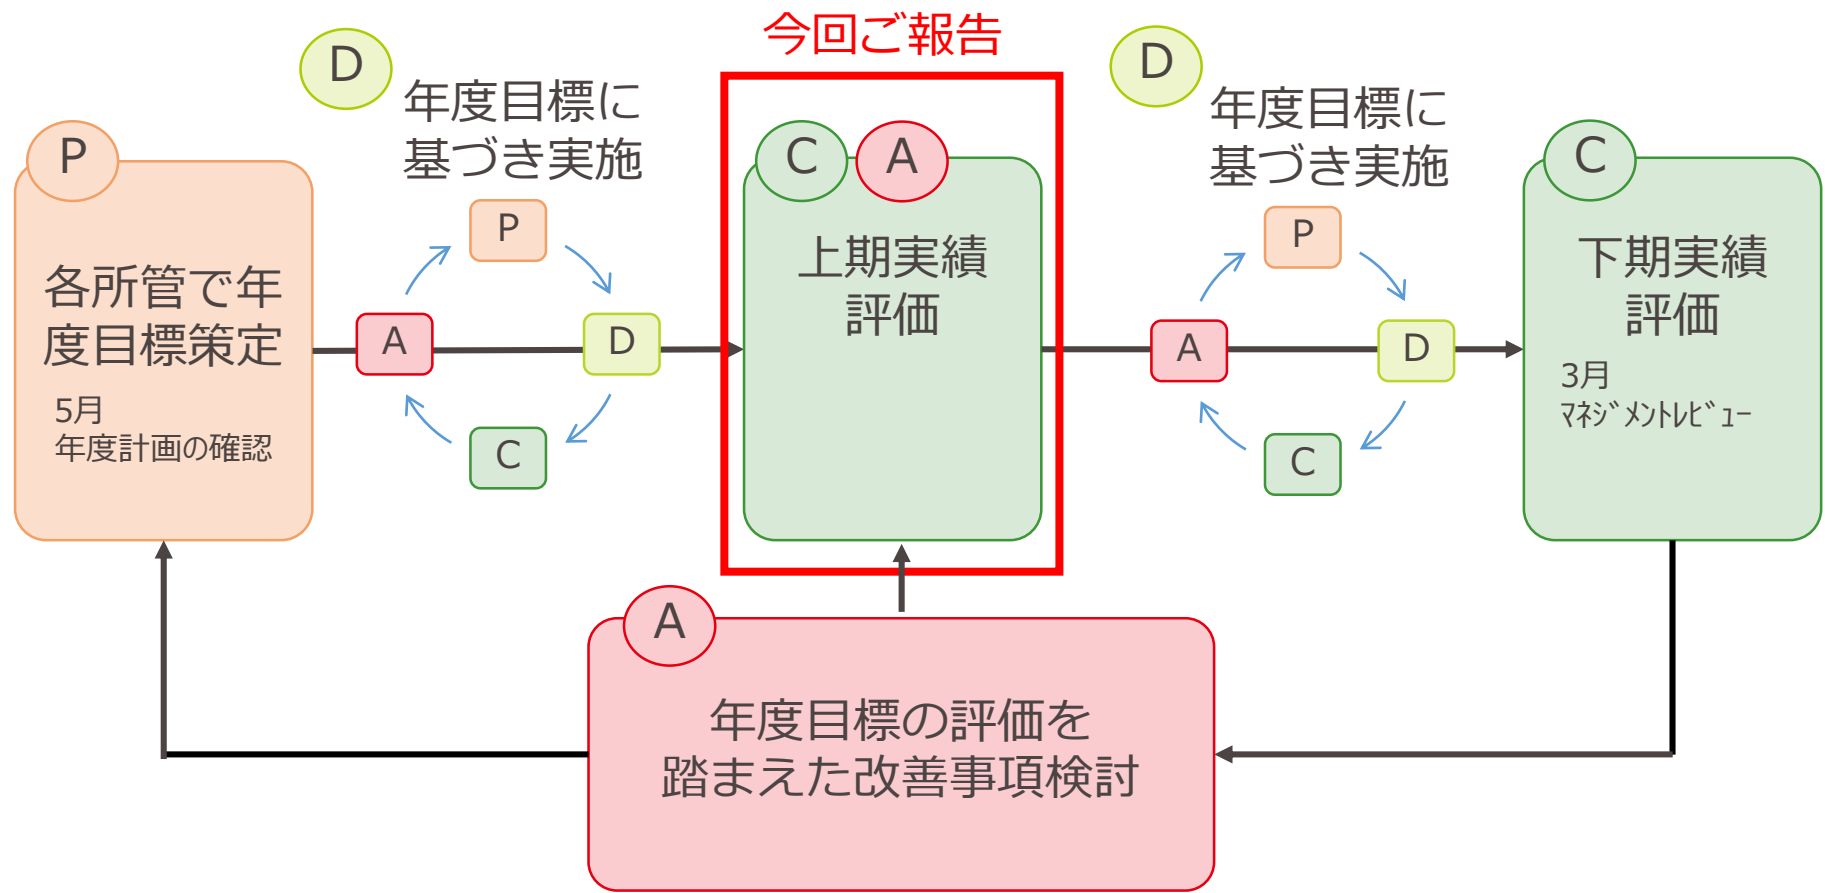 今回ご報告
D
年度目標に
基づき実施
D
年度目標に
基づき実施
P
各所管で年
度目標策定
5月
年度計画の確認
P
A
D
C
C
A
上期実績
評価
P
A
D
C
C
下期実績
評価
3月
ﾏﾈｼﾞﾒﾝﾄﾚﾋﾞｭｰ
A
年度目標の評価を
踏まえた改善事項検討